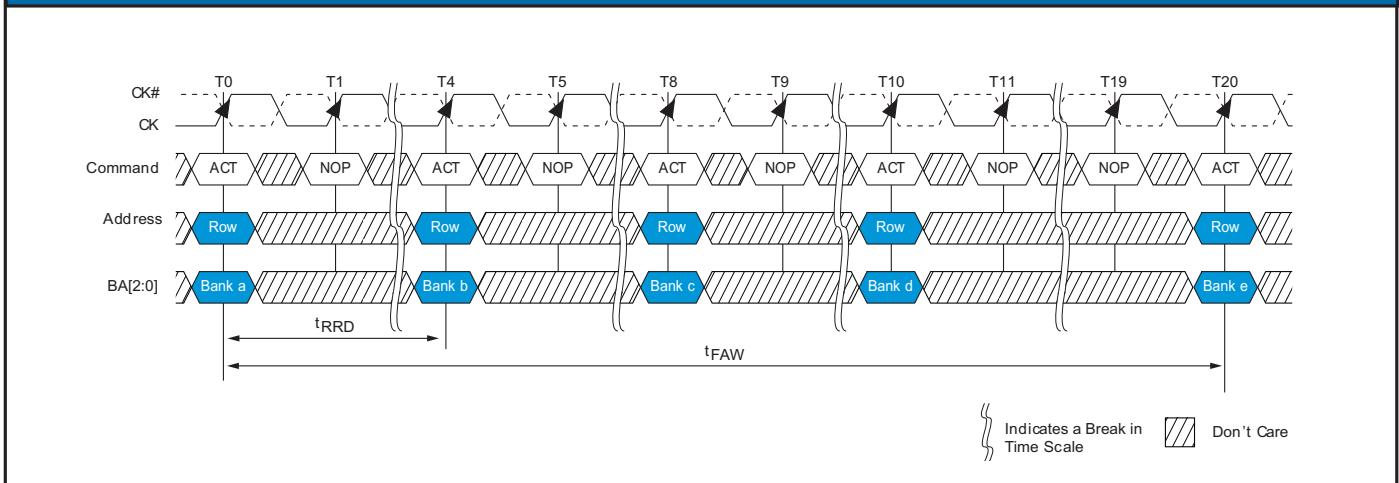 T0 T1 T4 T5 T8 T9 T10 T11 T19 T20
CK#
CK
Command ACT NOP ACT NOP ACT NOP ACT NOP NOP ACT
Address Row Row Row Row Row
BA[2:0] Bank a Bank b Bank c Bank d Bank e
tRRD
tFAW
Indicates a Break in
Time Scale
Don't Care